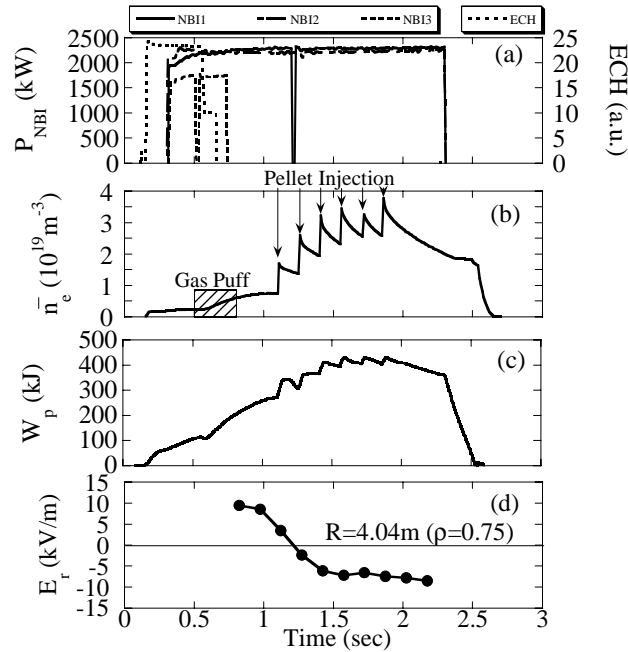 NBI1 NBI2 NBI3 ECH
2500 25
2000 20
1500 15
1000 10
500 5
0 0
P_NBI (kW)
ECH (a.u.)
(a)
Pellet Injection
4
3
2
1
0
n̄_e (10^19 m^-3)
(b)
Gas Puff
500
400
300
200
100
0
W_p (kJ)
(c)
15
10
5
0
-5
-10
-15
E_r (kV/m)
(d)
R=4.04m (ρ=0.75)
0 0.5 1 1.5 2 2.5 3
Time (sec)